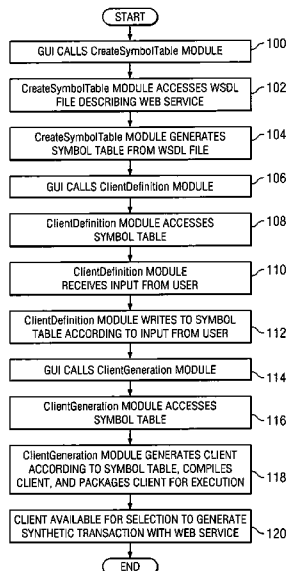 START
GUI CALLS CreateSymbolTable MODULE
100
CreateSymbolTable MODULE ACCESSES WSDL
FILE DESCRIBING WEB SERVICE
102
CreateSymbolTable MODULE GENERATES
SYMBOL TABLE FROM WSDL FILE
104
GUI CALLS ClientDefinition MODULE
106
ClientDefinition MODULE ACCESSES
SYMBOL TABLE
108
ClientDefinition MODULE
RECEIVES INPUT FROM USER
110
ClientDefinition MODULE WRITES TO SYMBOL
TABLE ACCORDING TO INPUT FROM USER
112
GUI CALLS ClientGeneration MODULE
114
ClientGeneration MODULE ACCESSES
SYMBOL TABLE
116
ClientGeneration MODULE GENERATES CLIENT
ACCORDING TO SYMBOL TABLE, COMPILES
CLIENT, AND PACKAGES CLIENT FOR EXECUTION
118
CLIENT AVAILABLE FOR SELECTION TO GENERATE
SYNTHETIC TRANSACTION WITH WEB SERVICE
120
END